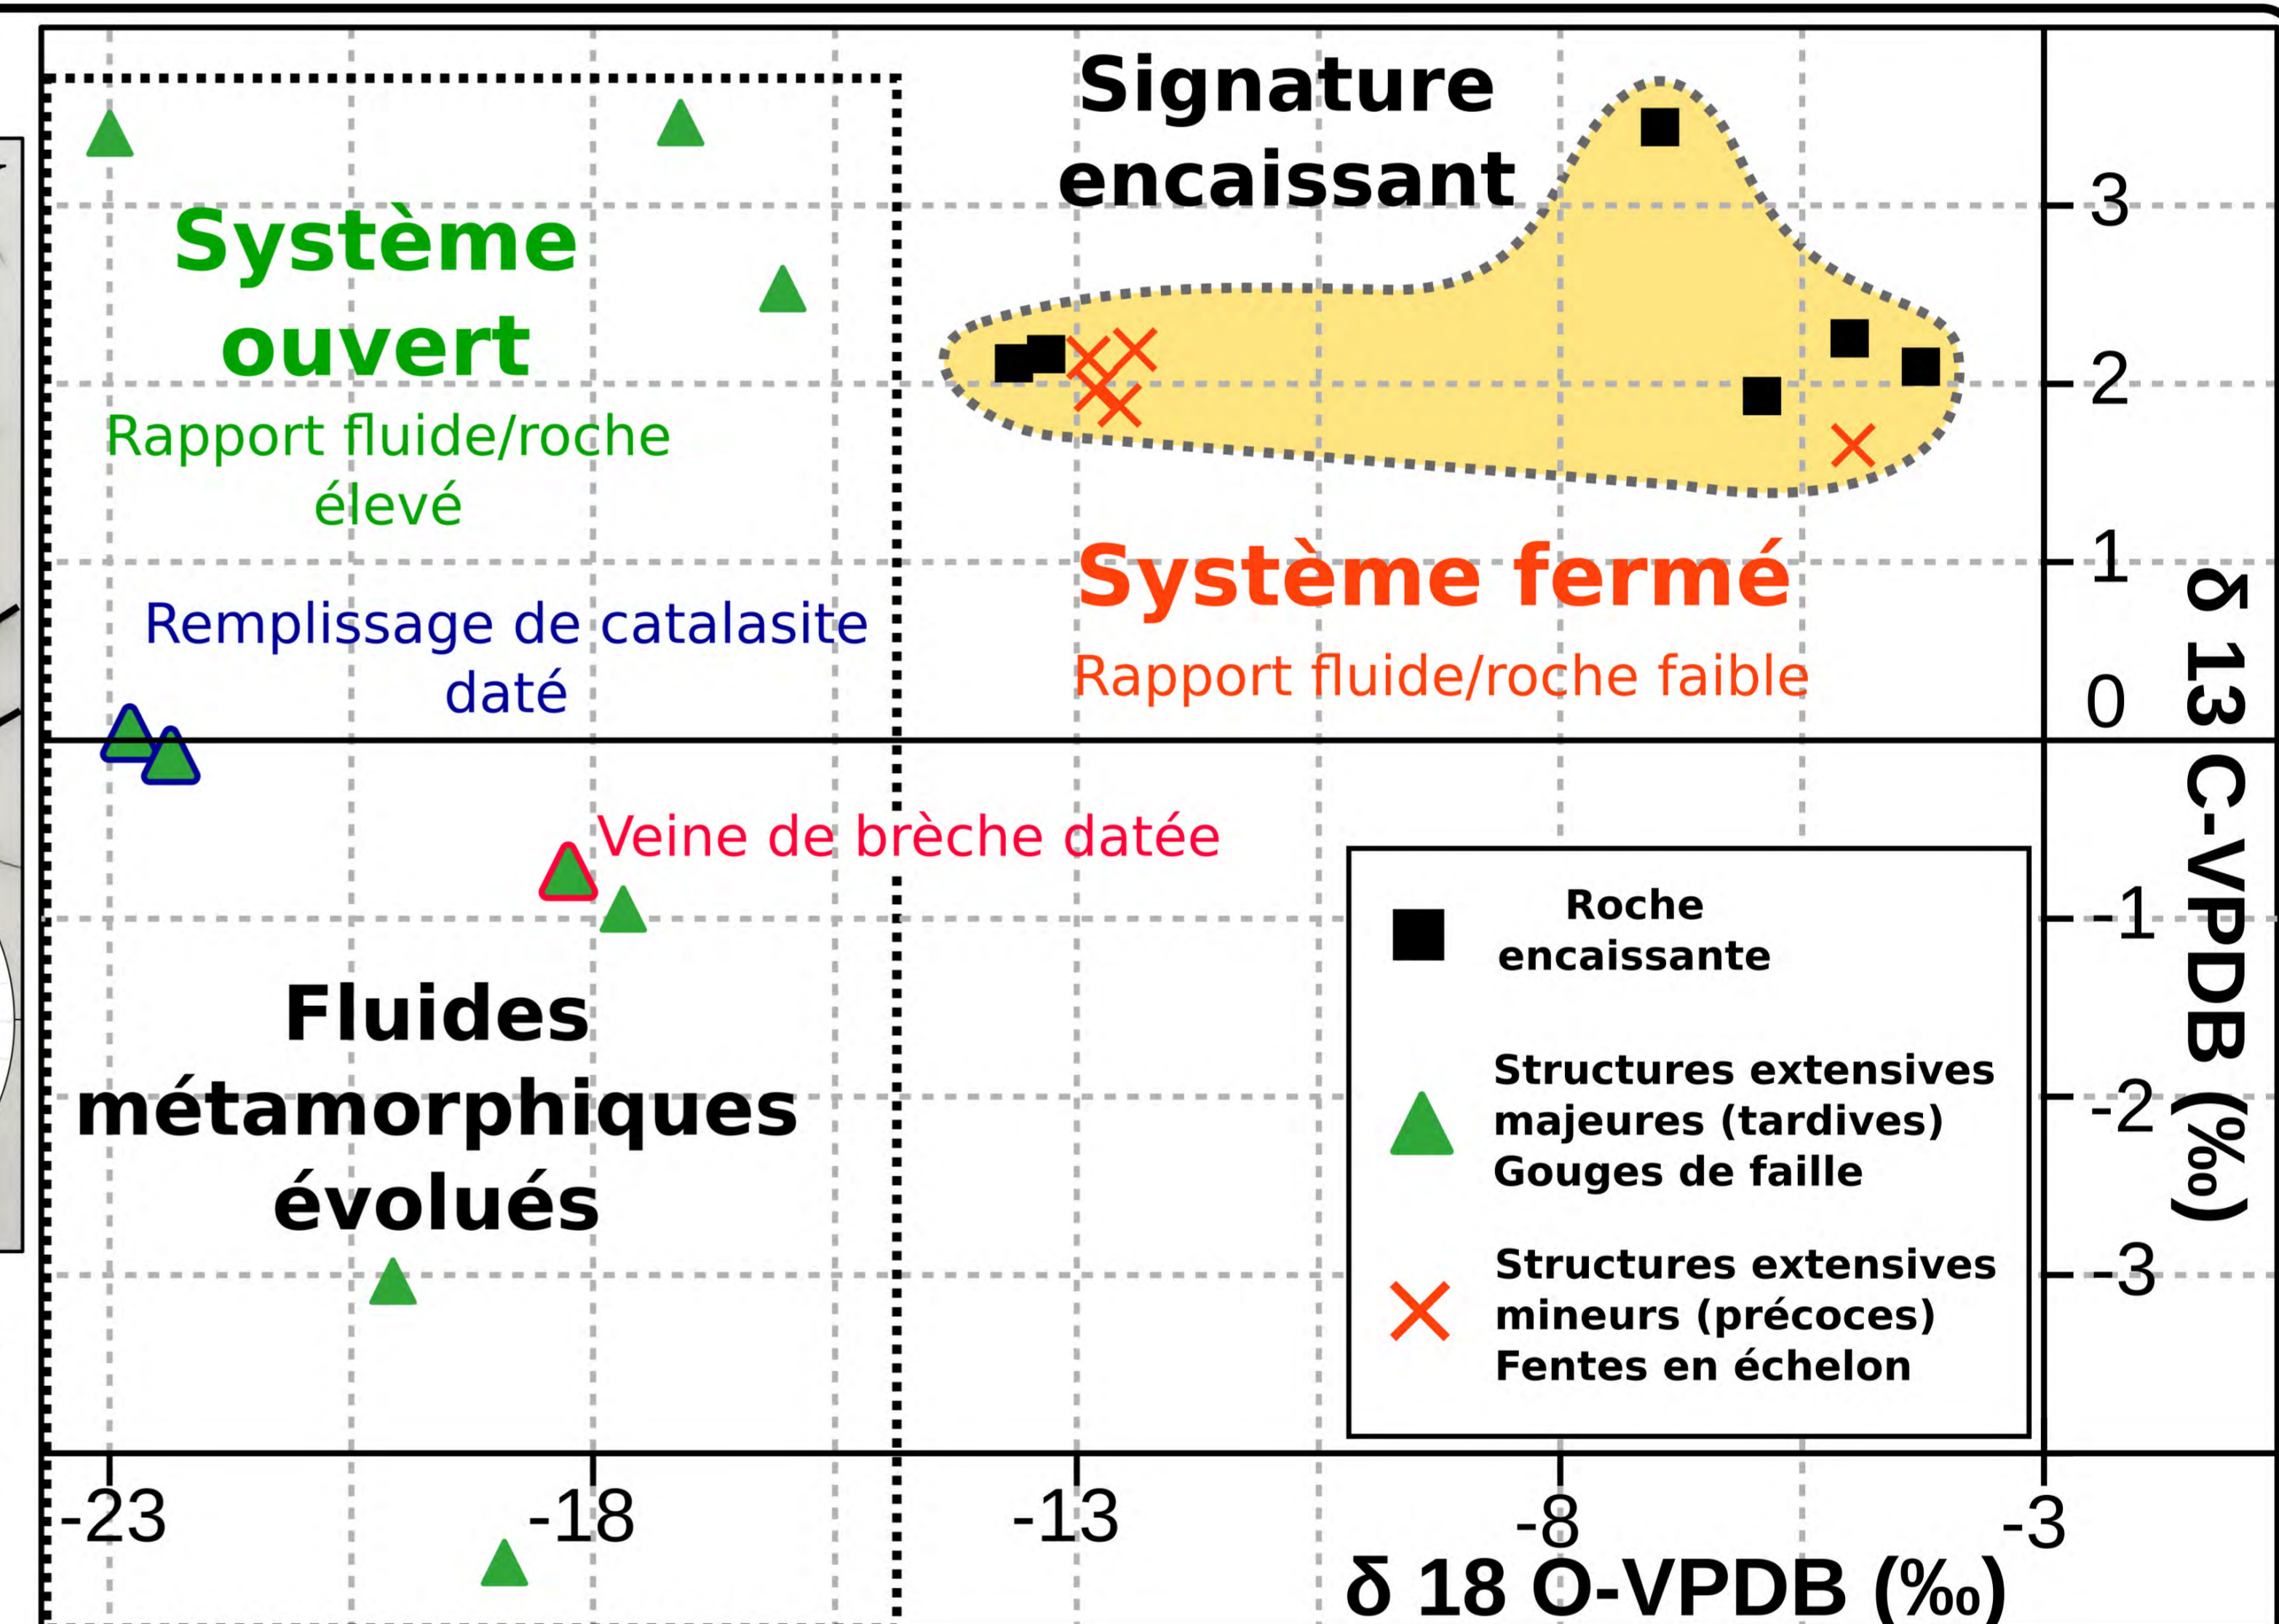 Signature
encaissant
Système
ouvert
Rapport fluide/roche
élevé
Remplissage de catalasite
daté
Système fermé
Rapport fluide/roche faible
Veine de brèche datée
Fluides
métamorphiques
évolués
Roche
encaissante
Structures extensives
majeures (tardives)
Gouges de faille
Structures extensives
mineurs (précoces)
Fentes en échelon
3
2
1
0
-1
-2
-3
δ 13 C-VPDB (‰)
-23
-18
-13
-8
-3
δ 18 O-VPDB (‰)